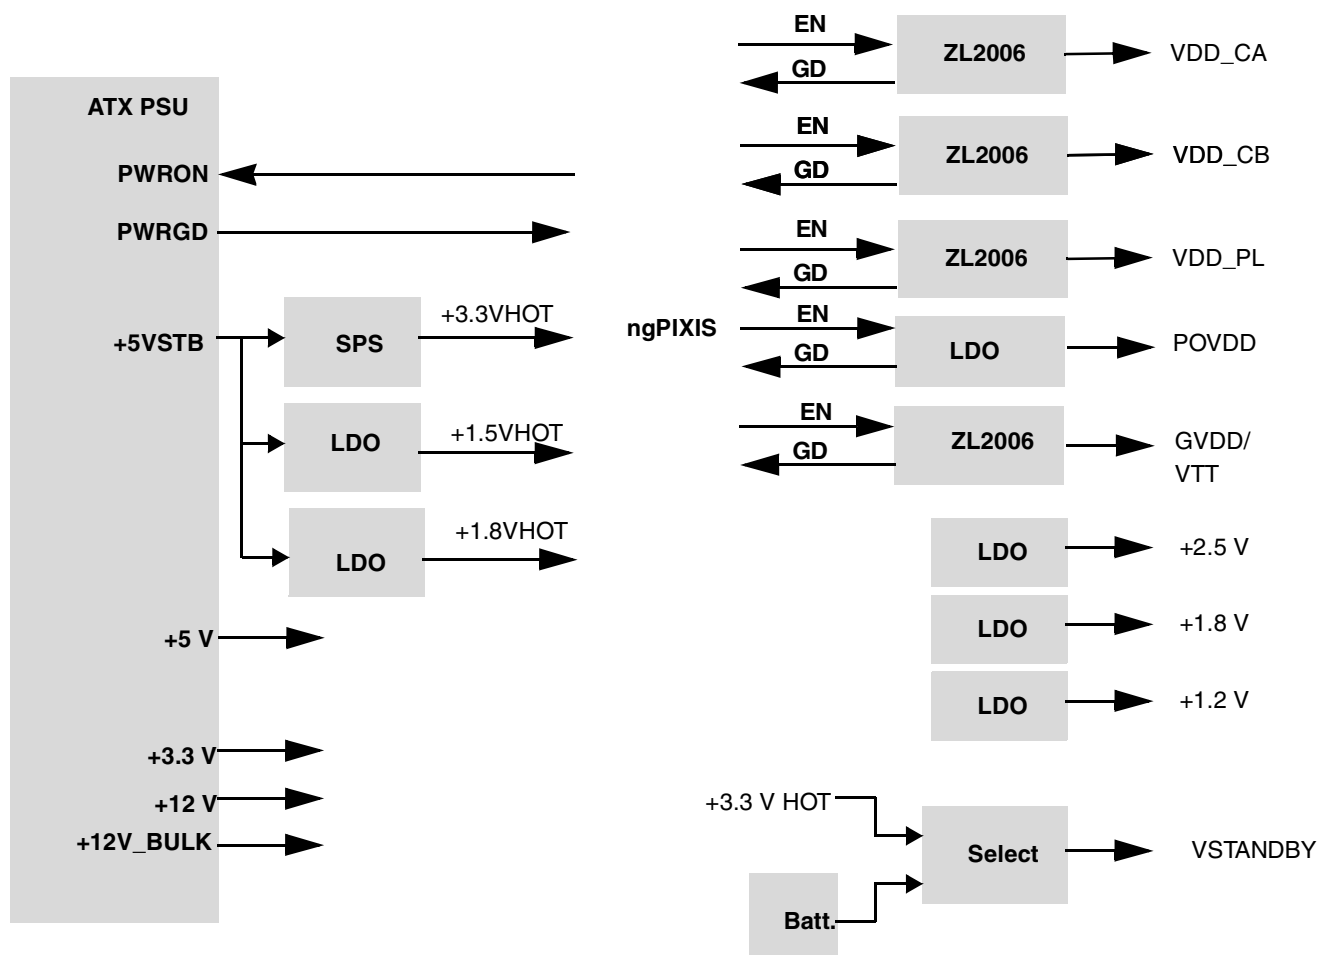 ATX PSU
PWRON
PWRGD
+5VSTB
SPS
+3.3VHOT
LDO
+1.5VHOT
LDO
+1.8VHOT
+5 V
+3.3 V
+12 V
+12V_BULK
ngPIXIS
EN
GD
ZL2006
VDD_CA
EN
GD
ZL2006
VDD_CB
EN
GD
ZL2006
VDD_PL
EN
GD
LDO
POVDD
EN
GD
ZL2006
GVDD/
VTT
LDO
+2.5 V
LDO
+1.8 V
LDO
+1.2 V
+3.3 V HOT
Batt.
Select
VSTANDBY